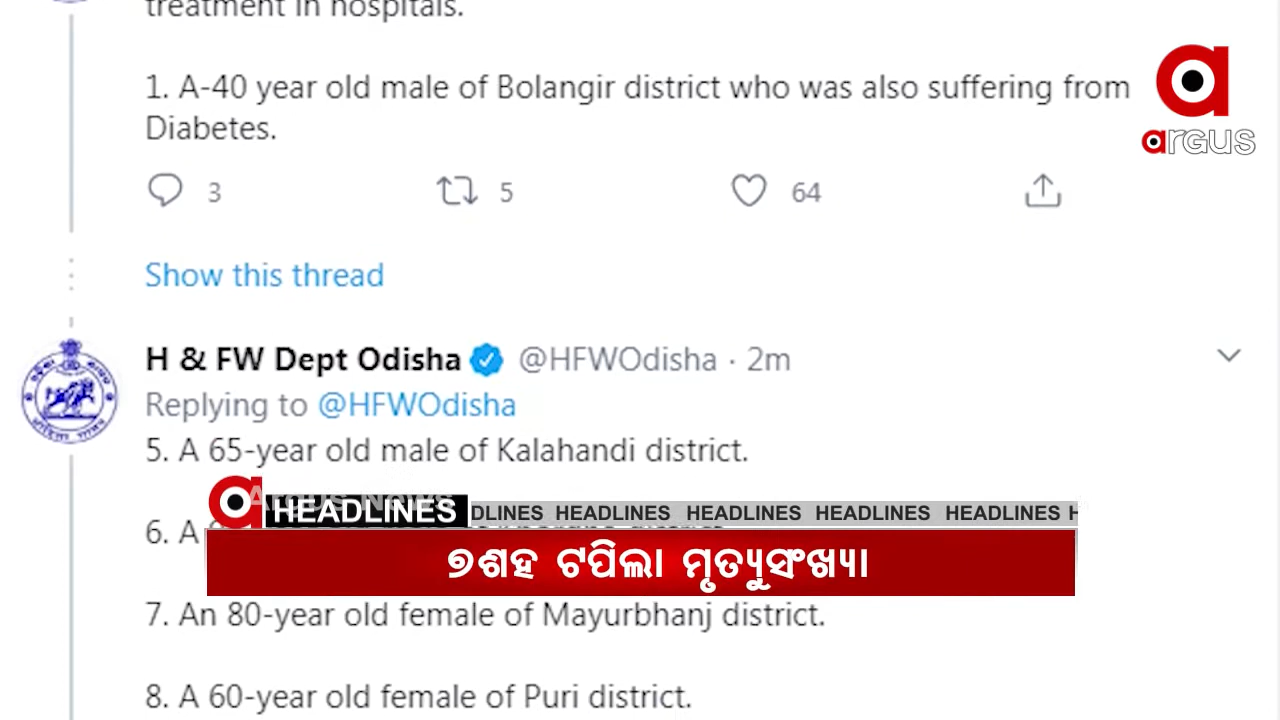 treatment in hospitals.
1. A-40 year old male of Bolangir district who was also suffering from
Diabetes.
argus
3 5 64
Show this thread
H & FW Dept Odisha @HFWOdisha · 2m
Replying to @HFWOdisha
5. A 65-year old male of Kalahandi district.
Argus News
HEADLINES DLINES HEADLINES HEADLINES HEADLINES HEADLINES H
6. A
୭ଶହ ଟପିଲା ମୃତ୍ୟୁସଂଖ୍ୟା
7. An 80-year old female of Mayurbhanj district.
8. A 60-year old female of Puri district.